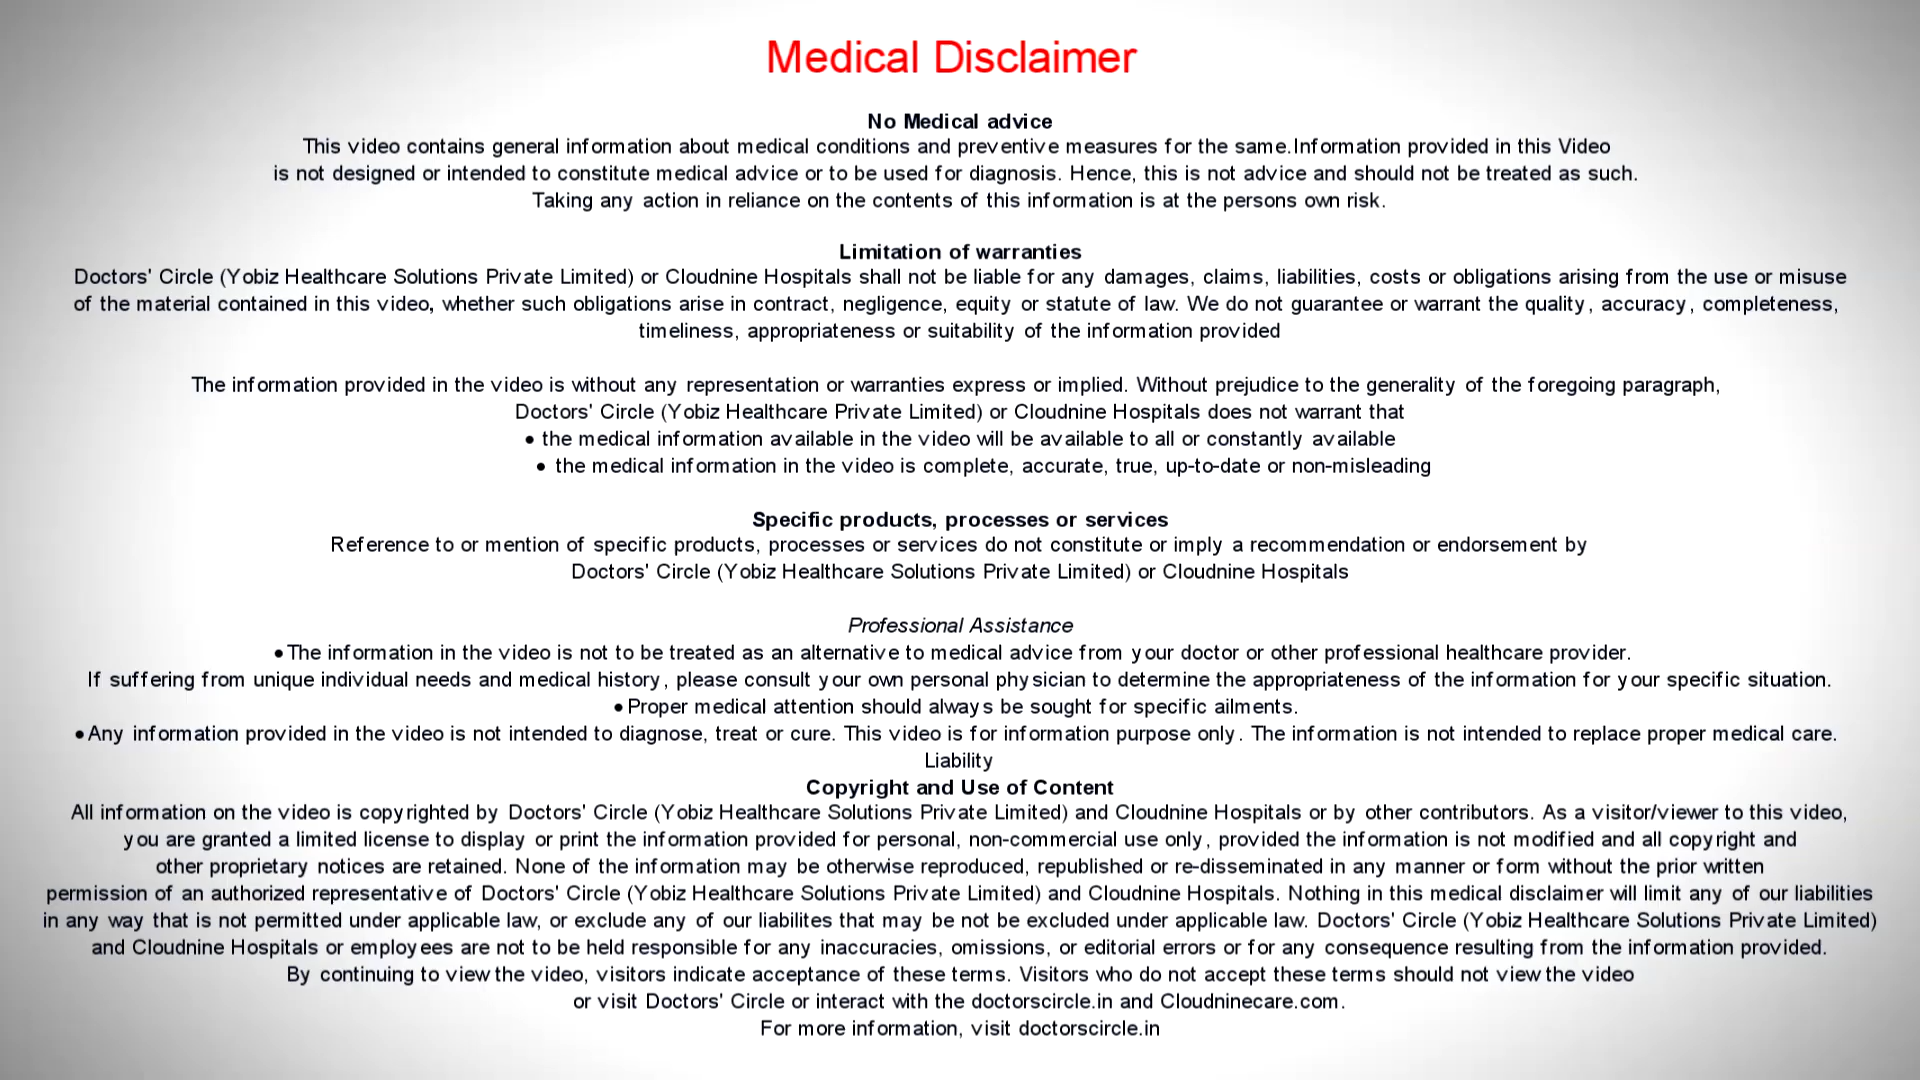 Medical Disclaimer
No Medical advice
This video contains general information about medical conditions and preventive measures for the same.Information provided in this Video
is not designed or intended to constitute medical advice or to be used for diagnosis. Hence, this is not advice and should not be treated as such.
Taking any action in reliance on the contents of this information is at the persons own risk.
Limitation of warranties
Doctors' Circle (Yobiz Healthcare Solutions Private Limited) or Cloudnine Hospitals shall not be liable for any damages, claims, liabilities, costs or obligations arising from the use or misuse
of the material contained in this video, whether such obligations arise in contract, negligence, equity or statute of law. We do not guarantee or warrant the quality, accuracy, completeness,
timeliness, appropriateness or suitability of the information provided
The information provided in the video is without any representation or warranties express or implied. Without prejudice to the generality of the foregoing paragraph,
Doctors' Circle (Yobiz Healthcare Private Limited) or Cloudnine Hospitals does not warrant that
• the medical information available in the video will be available to all or constantly available
• the medical information in the video is complete, accurate, true, up-to-date or non-misleading
Specific products, processes or services
Reference to or mention of specific products, processes or services do not constitute or imply a recommendation or endorsement by
Doctors' Circle (Yobiz Healthcare Solutions Private Limited) or Cloudnine Hospitals
Professional Assistance
•The information in the video is not to be treated as an alternative to medical advice from your doctor or other professional healthcare provider.
If suffering from unique individual needs and medical history, please consult your own personal physician to determine the appropriateness of the information for your specific situation.
•Proper medical attention should always be sought for specific ailments.
•Any information provided in the video is not intended to diagnose, treat or cure. This video is for information purpose only. The information is not intended to replace proper medical care.
Liability
Copyright and Use of Content
All information on the video is copyrighted by Doctors' Circle (Yobiz Healthcare Solutions Private Limited) and Cloudnine Hospitals or by other contributors. As a visitor/viewer to this video,
you are granted a limited license to display or print the information provided for personal, non-commercial use only, provided the information is not modified and all copyright and
other proprietary notices are retained. None of the information may be otherwise reproduced, republished or re-disseminated in any manner or form without the prior written
permission of an authorized representative of Doctors' Circle (Yobiz Healthcare Solutions Private Limited) and Cloudnine Hospitals. Nothing in this medical disclaimer will limit any of our liabilities
in any way that is not permitted under applicable law, or exclude any of our liabilites that may be not be excluded under applicable law. Doctors' Circle (Yobiz Healthcare Solutions Private Limited)
and Cloudnine Hospitals or employees are not to be held responsible for any inaccuracies, omissions, or editorial errors or for any consequence resulting from the information provided.
By continuing to view the video, visitors indicate acceptance of these terms. Visitors who do not accept these terms should not view the video
or visit Doctors' Circle or interact with the doctorscircle.in and Cloudninecare.com.
For more information, visit doctorscircle.in